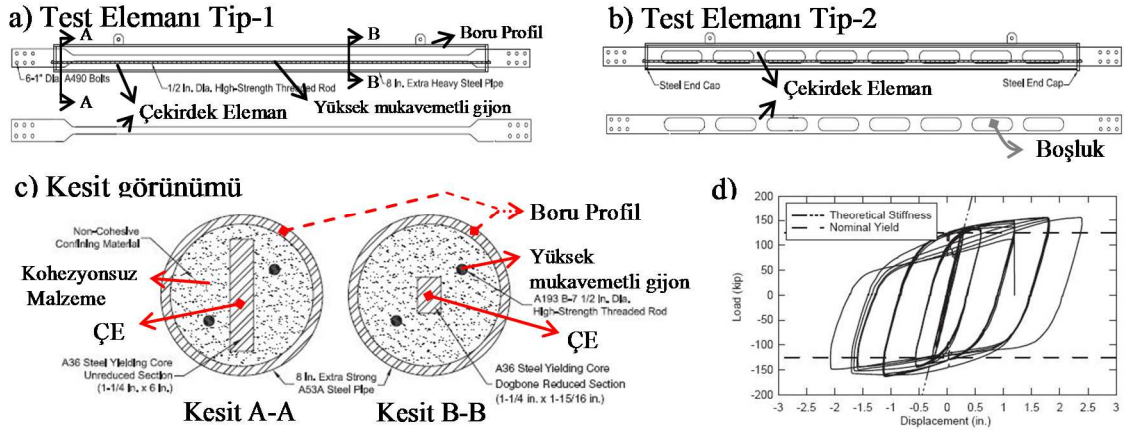 a) Test Elemanı Tip-1
A
B
Boru Profil
6-1" Dia. A490 Bolts
A
1/2 In. Dia. High-Strength Threaded Rod
B
8 In. Extra Heavy Steel Pipe
Çekirdek Eleman
Yüksek mukavemetli gijon
b) Test Elemanı Tip-2
Steel End Cap
Steel End Cap
Çekirdek Eleman
Boşluk
c) Kesit görünümü
Non-Cohesive
Confining Material
Kohezyonsuz
Malzeme
ÇE
A36 Steel Yielding Core
Unreduced Section
(1-1/4 in. x 6 in.)
8 In. Extra Strong
A53A Steel Pipe
Boru Profil
Yüksek
mukavemetli gijon
A193 B-7 1/2 In. Dia.
High-Strength Threaded Rod
ÇE
A36 Steel Yielding Core
Dogbone Reduced Section
(1-1/4 in. x 1-15/16 in.)
Kesit A-A
Kesit B-B
d)
200
150
100
50
0
-50
-100
-150
-200
Load (kip)
Theoretical Stiffness
Nominal Yield
-3 -2.5 -2 -1.5 -1 -0.5 0 0.5 1 1.5 2 2.5 3
Displacement (in.)